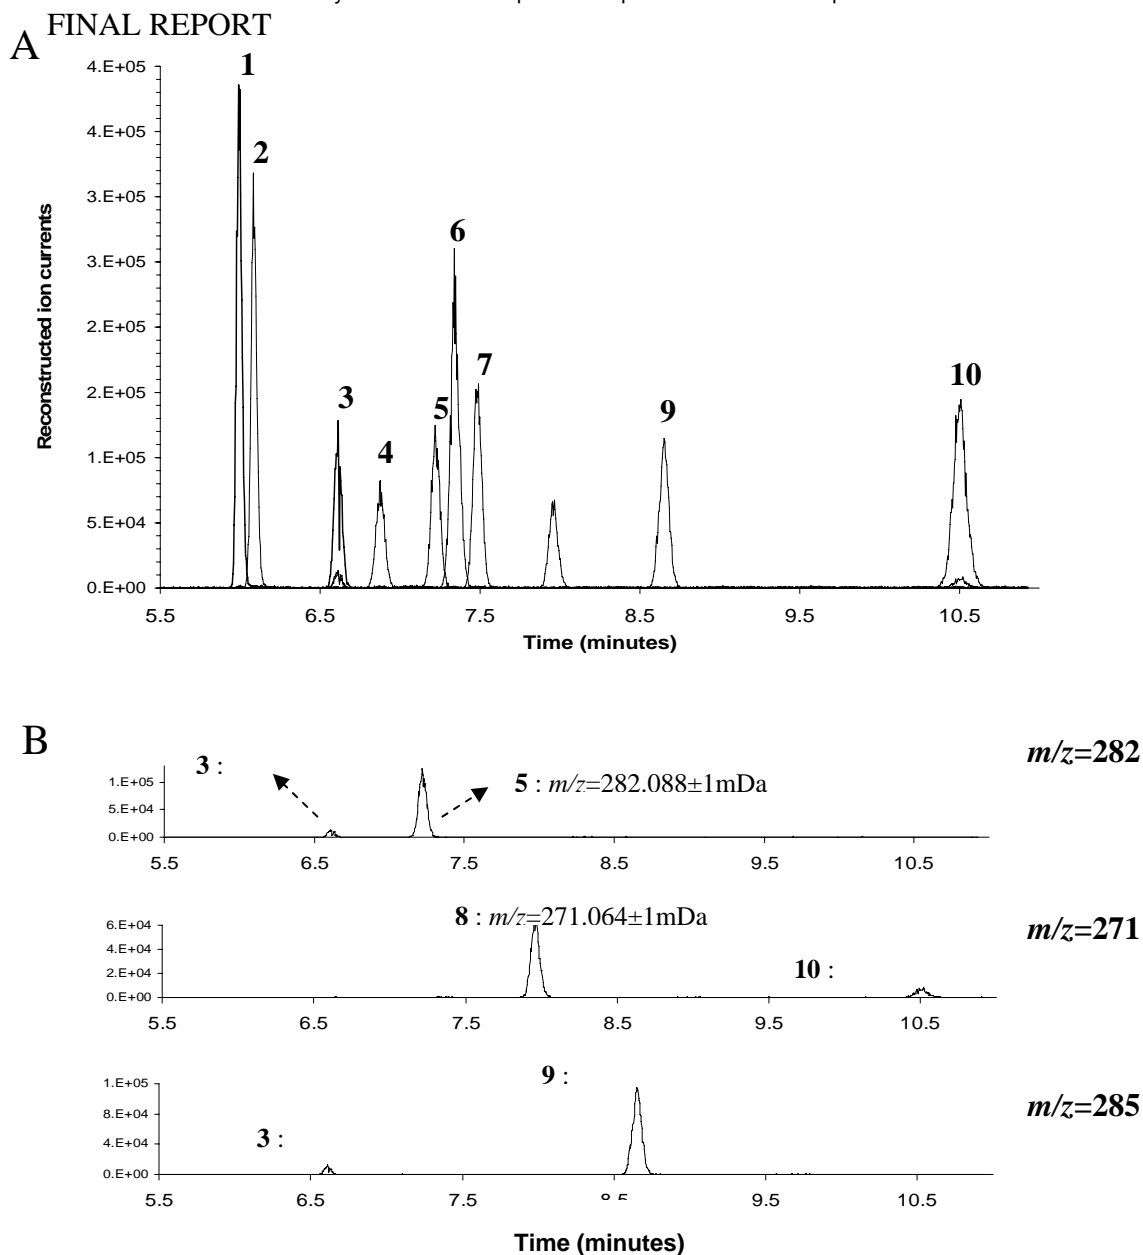 FINAL REPORT
A
4.E+05
4.E+05
3.E+05
3.E+05
2.E+05
2.E+05
1.E+05
5.E+04
0.E+00
Reconstructed ion currents
1
2
3
4
5
6
7
9
10
5.5 6.5 7.5 8.5 9.5 10.5
Time (minutes)
B
m/z=282
3 :
5 : m/z=282.088±1mDa
1.E+05
5.E+04
0.E+00
5.5 6.5 7.5 8.5 9.5 10.5
m/z=271
8 : m/z=271.064±1mDa
10 :
6.E+04
4.E+04
2.E+04
0.E+00
5.5 6.5 7.5 8.5 9.5 10.5
m/z=285
9 :
3 :
1.E+05
8.E+04
4.E+04
0.E+00
5.5 6.5 7.5 9.5 10.5
Time (minutes)